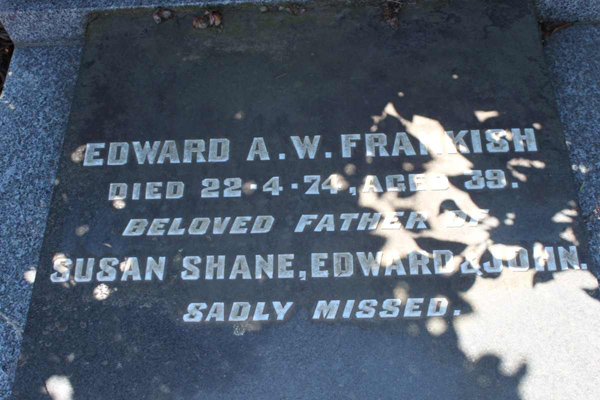 EDWARD A.W. FRANKISH
DIED 22·4·74, AGED 39.
BELOVED FATHER OF
SUSAN SHANE, EDWARD & JOHN.
SADLY MISSED.